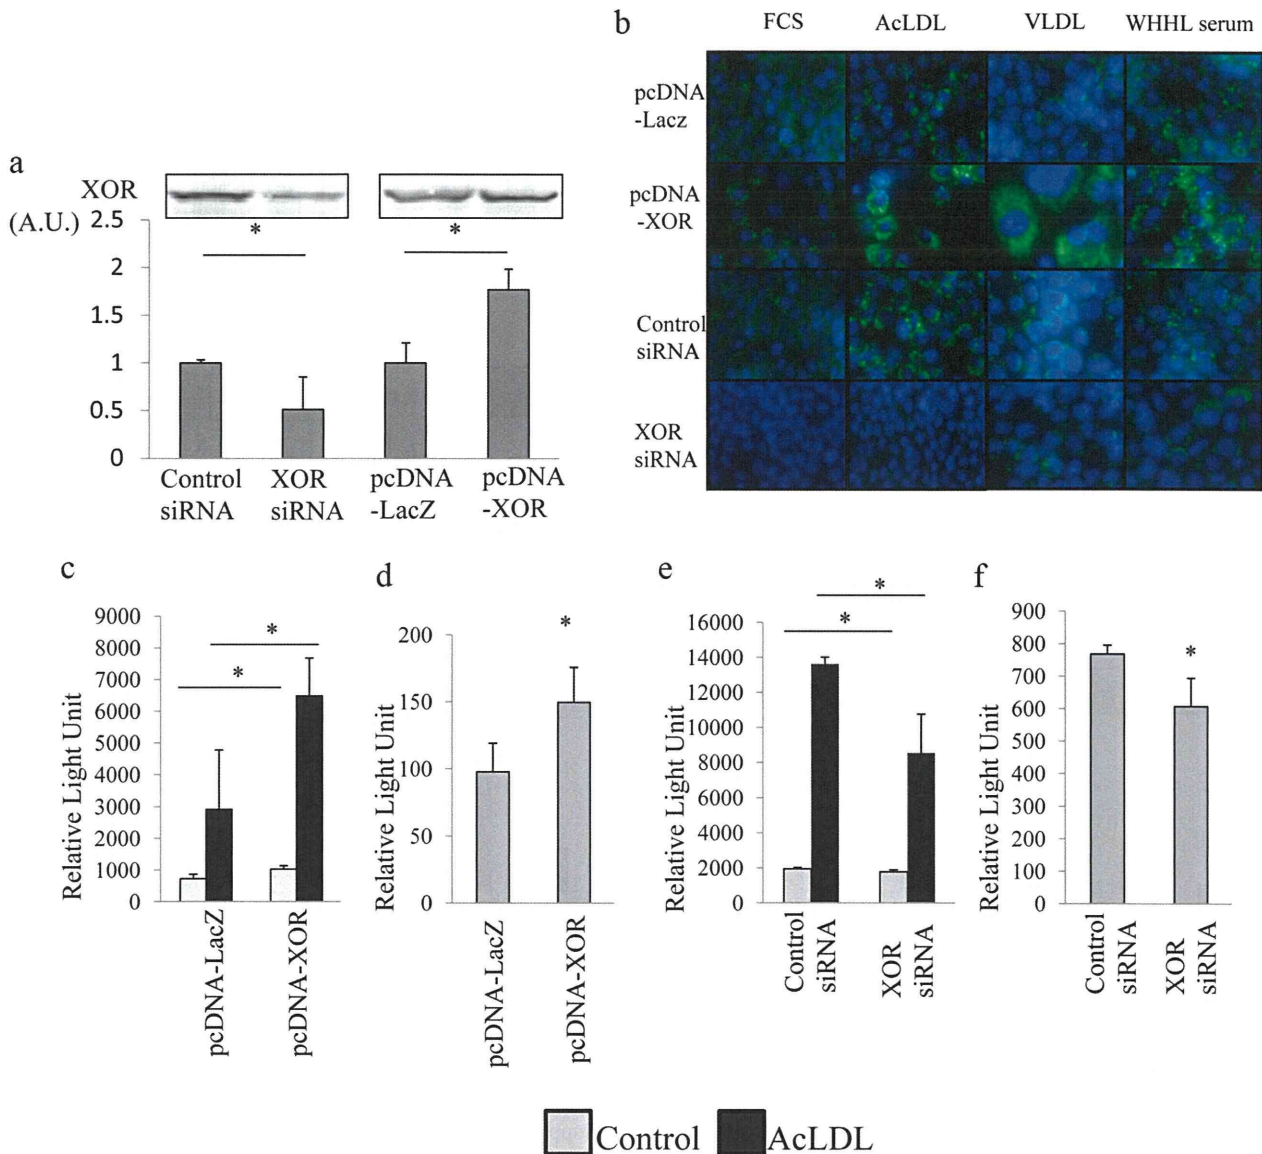 a
XOR
(A.U.)
*
*
2.5
2
1.5
1
0.5
0
Control
siRNA
XOR
siRNA
pcDNA
-LacZ
pcDNA
-XOR
b
FCS
AcLDL
VLDL
WHHL serum
pcDNA
-Lacz
pcDNA
-XOR
Control
siRNA
XOR
siRNA
c
Relative Light Unit
9000
8000
7000
6000
5000
4000
3000
2000
1000
0
*
*
pcDNA-LacZ
pcDNA-XOR
d
Relative Light Unit
200
150
100
50
0
*
pcDNA-LacZ
pcDNA-XOR
e
Relative Light Unit
16000
14000
12000
10000
8000
6000
4000
2000
0
*
*
Control
siRNA
XOR
siRNA
f
Relative Light Unit
900
800
700
600
500
400
300
200
100
0
*
Control
siRNA
XOR
siRNA
Control
AcLDL